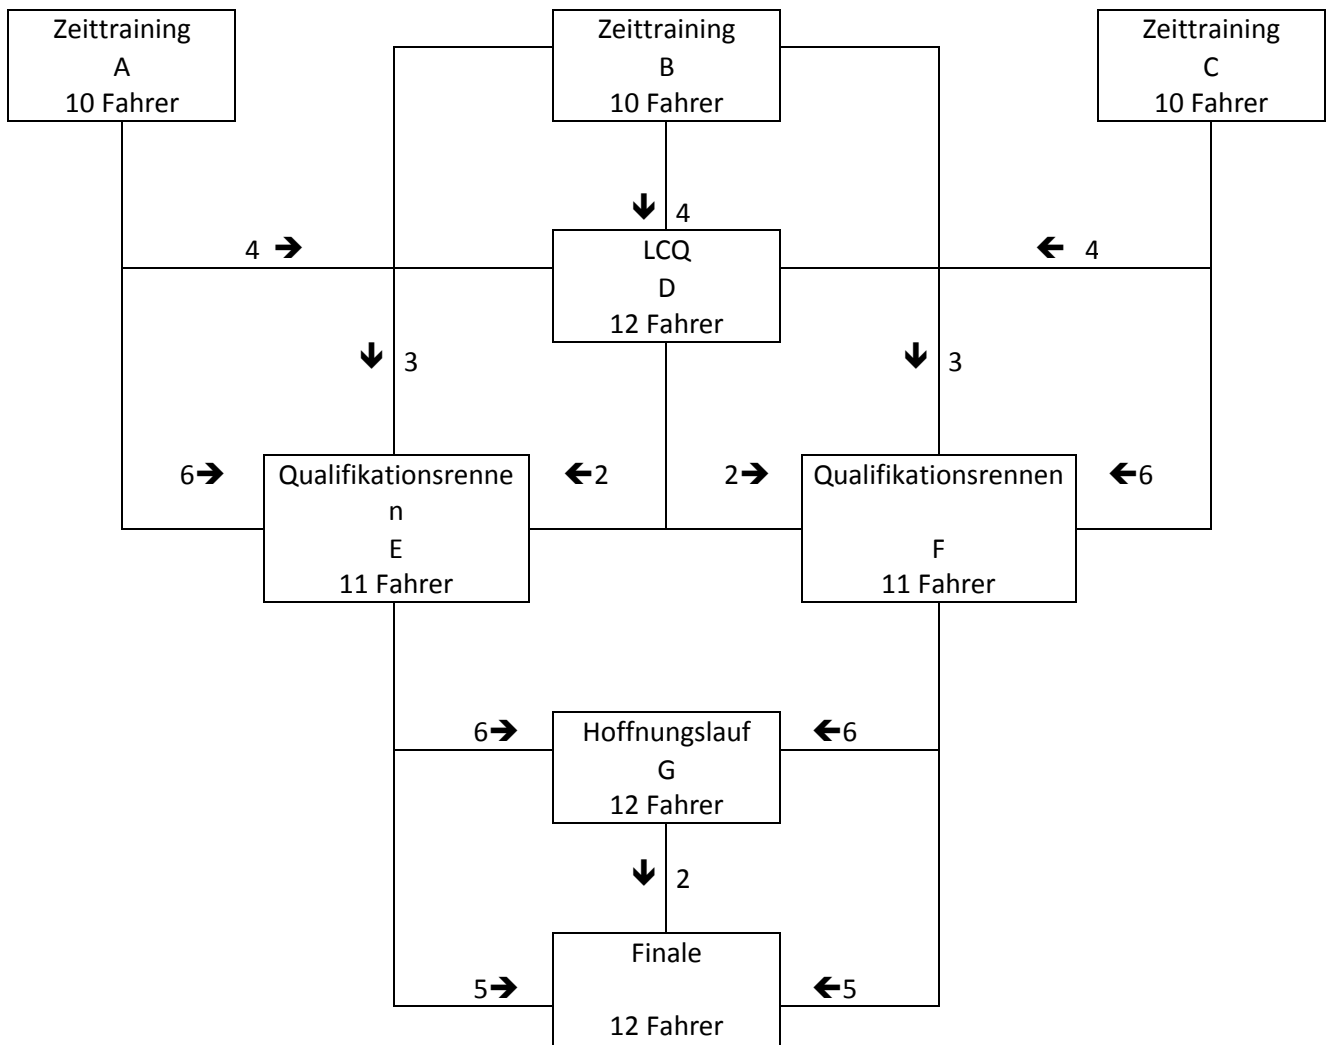 Zeittraining
A
10 Fahrer
Zeittraining
B
10 Fahrer
Zeittraining
C
10 Fahrer
🡻 4
4 🡺
LCQ
D
12 Fahrer
🡸 4
🡻 3
🡻 3
6🡺
Qualifikationsrenne
n
E
11 Fahrer
🡸2
2🡺
Qualifikationsrennen
F
11 Fahrer
🡸6
6🡺
Hoffnungslauf
G
12 Fahrer
🡸6
🡻 2
5🡺
Finale
12 Fahrer
🡸5